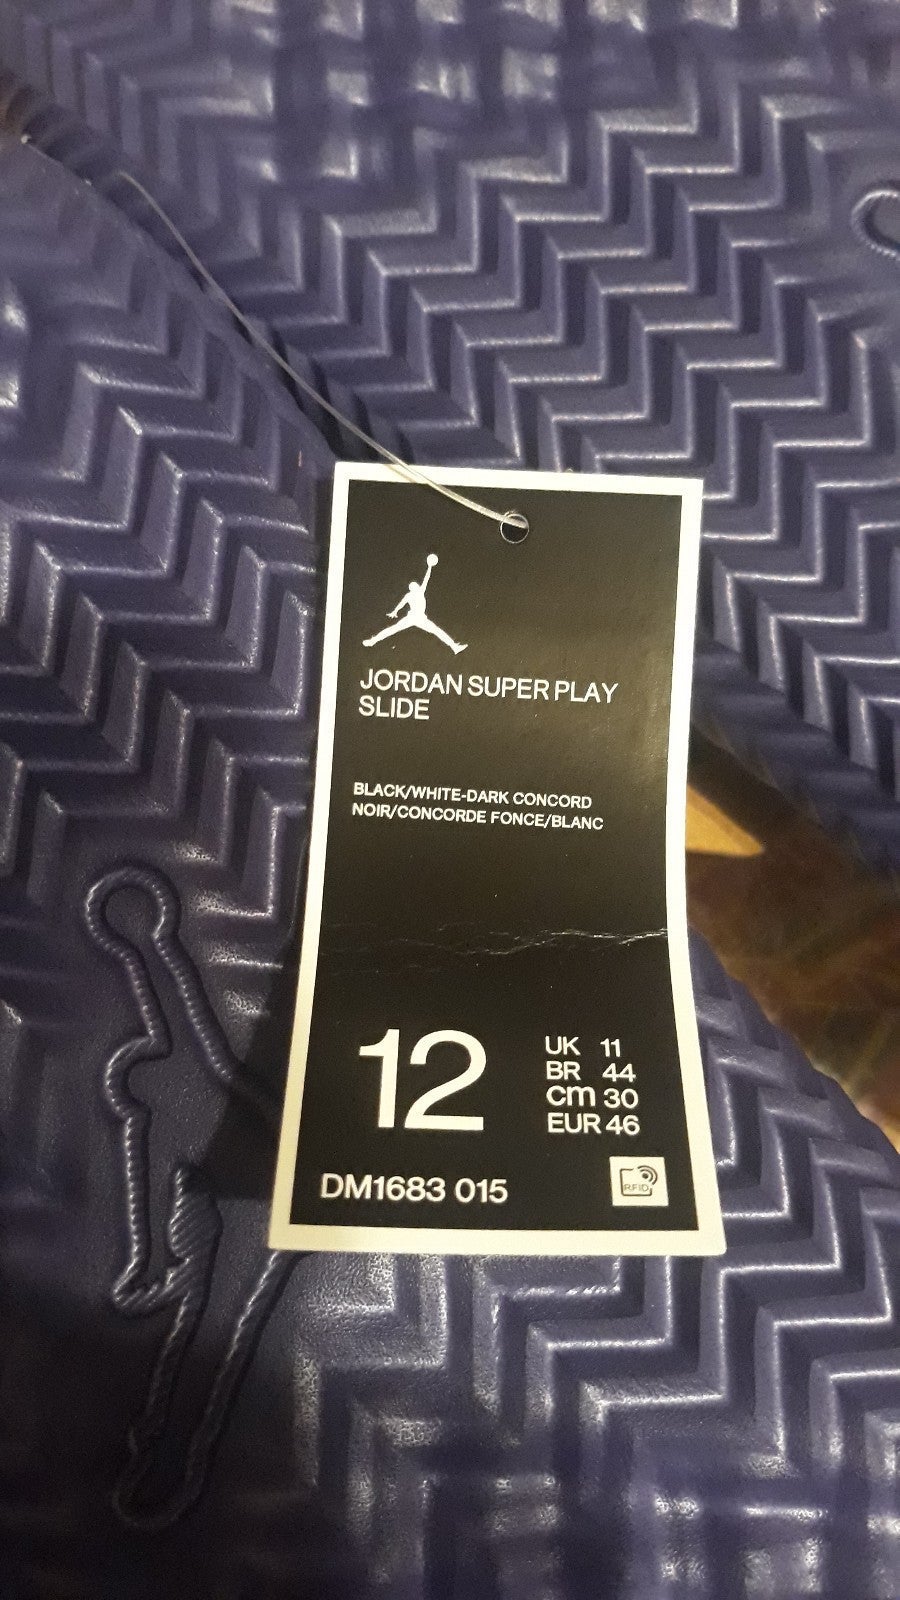 JORDAN SUPER PLAY
SLIDE
BLACK/WHITE-DARK CONCORD
NOIR/CONCORDE FONCE/BLANC
12
UK 11
BR 44
cm 30
EUR 46
DM1683 015
RFID